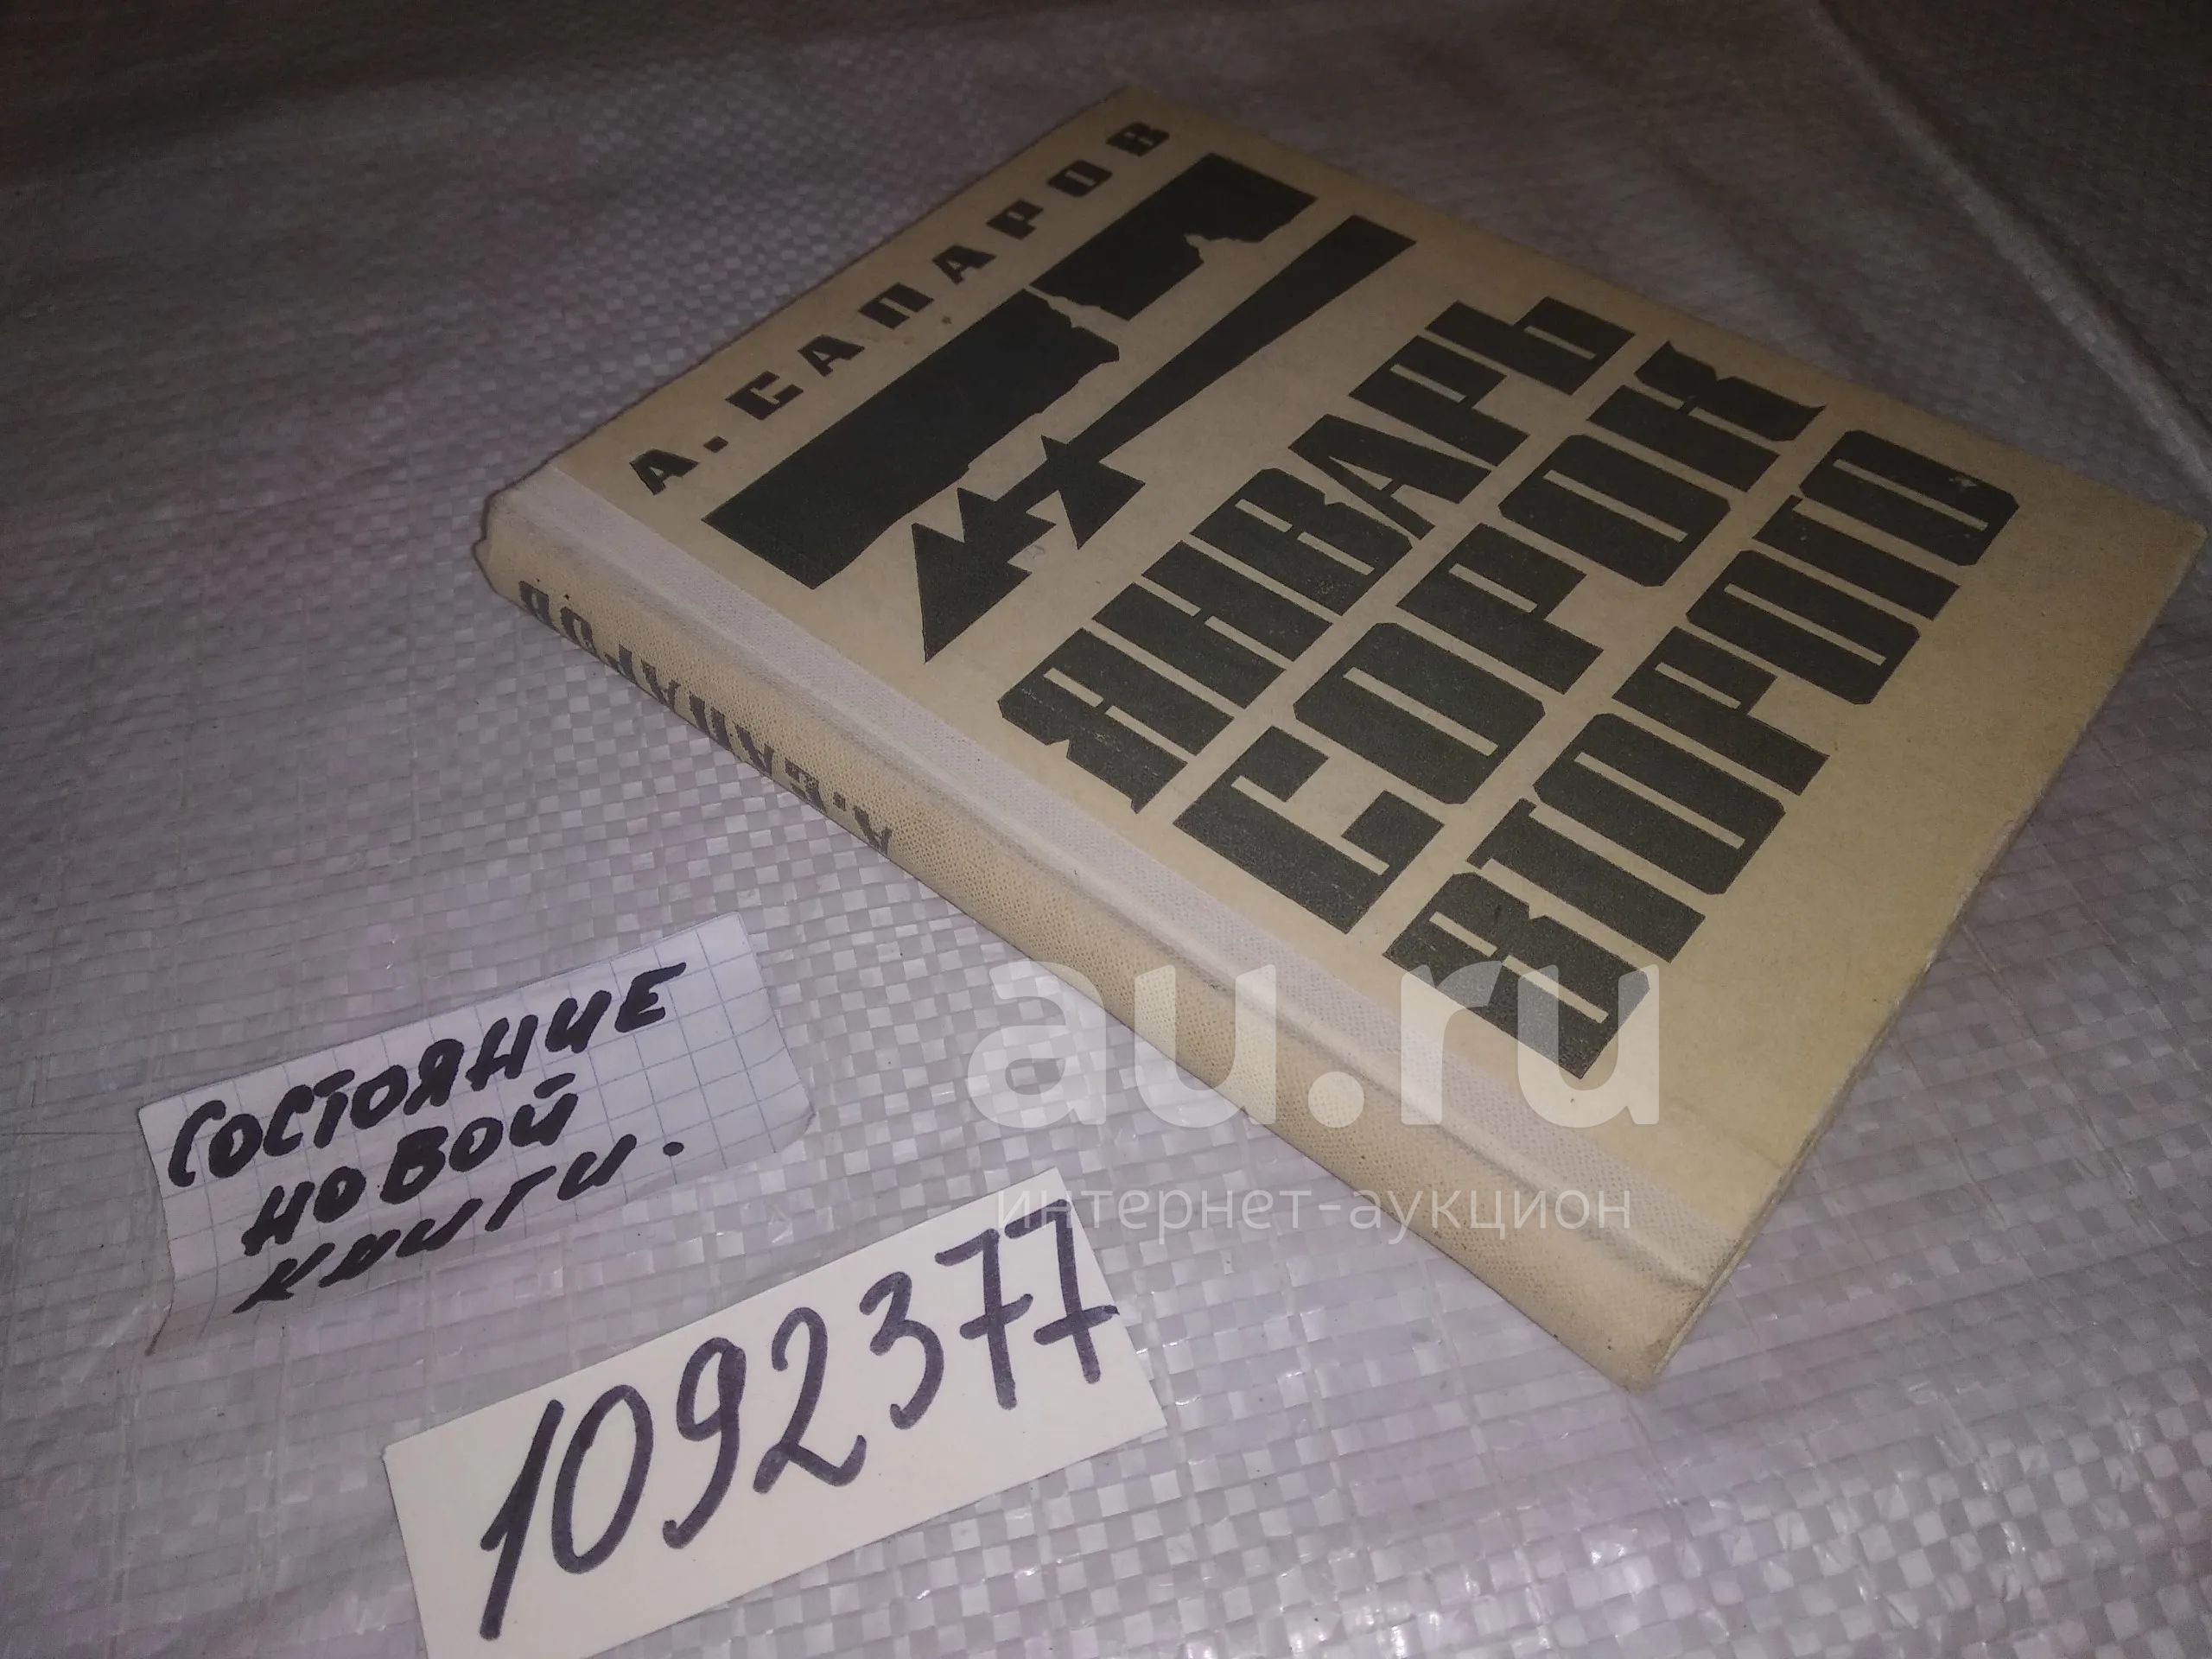 А. САПАРОВ
ЯНВАРЬ
СОРОК
ВТОРОГО
А. САПАРОВ
au.ru
интернет-аукцион
СОСТОЯНИЕ
НОВОЙ
КНИГИ.
1092377